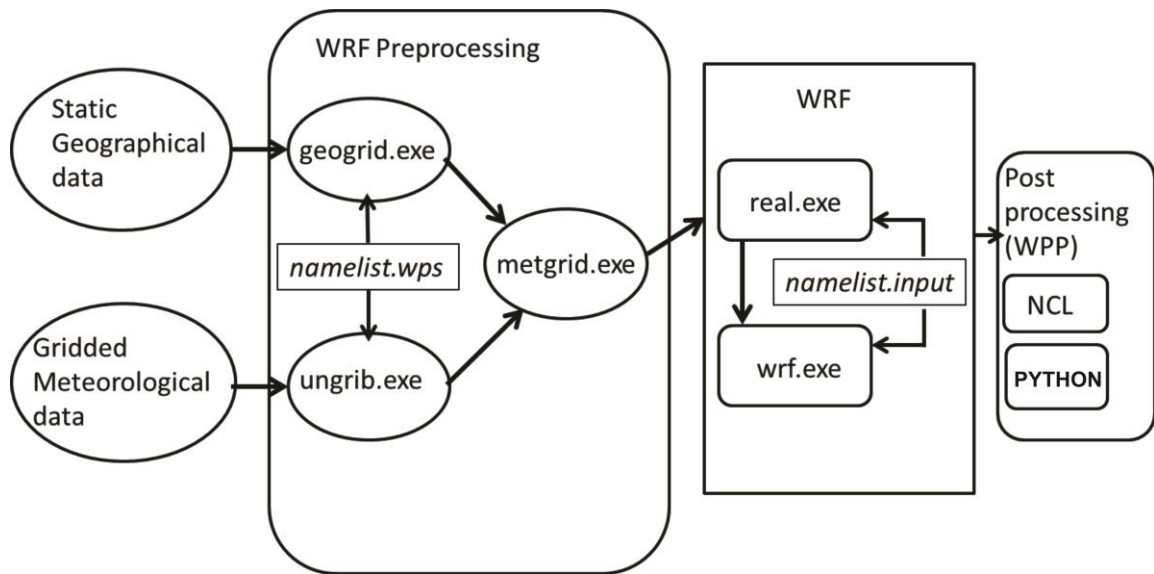 Static
Geographical
data
Gridded
Meteorological
data
WRF Preprocessing
geogrid.exe
namelist.wps
ungrib.exe
metgrid.exe
WRF
real.exe
namelist.input
wrf.exe
Post
processing
(WPP)
NCL
PYTHON